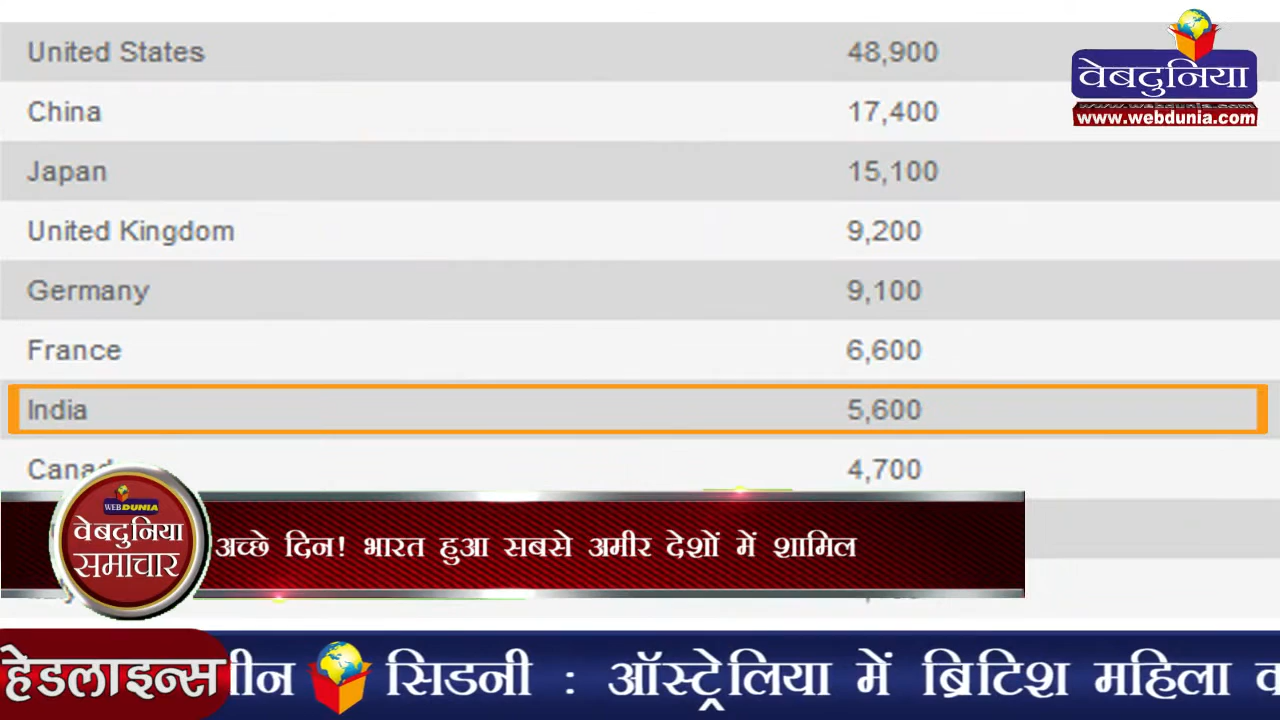 United States 48,900
वेबदुनिया
www.webdunia.com
China 17,400
Japan 15,100
United Kingdom 9,200
Germany 9,100
France 6,600
India 5,600
4,700
WEBDUNIA
वेबदुनिया
समाचार
अच्छे दिन! भारत हुआ सबसे अमीर देशों में शामिल
हेडलाइन्स
सिडनी : ऑस्ट्रेलिया में ब्रिटिश महिला